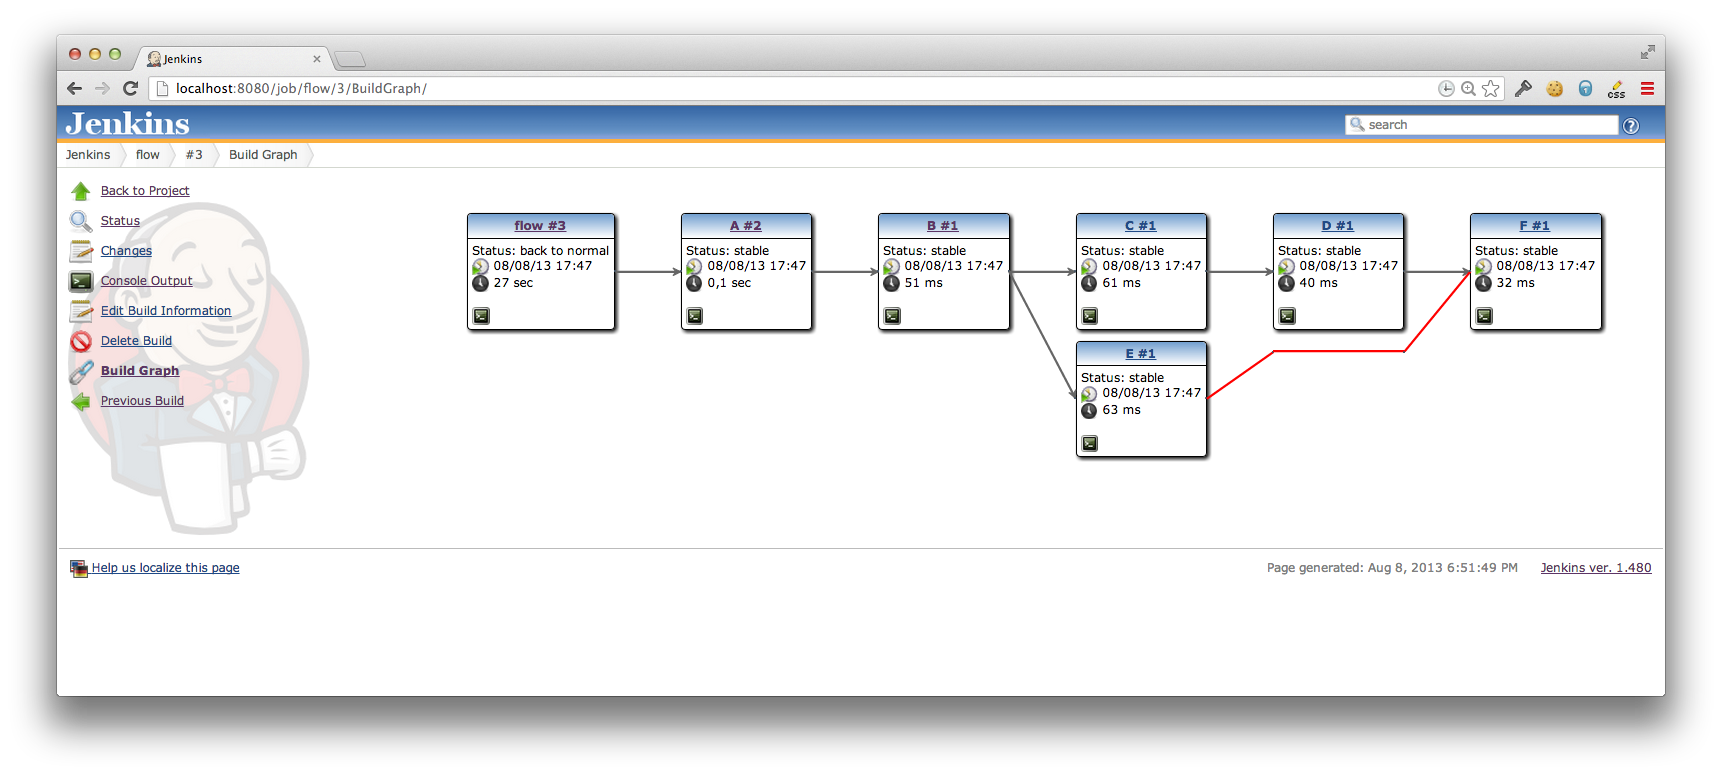 Jenkins
localhost:8080/job/flow/3/BuildGraph/
css
Jenkins
search
?
Jenkins flow #3 Build Graph
Back to Project
Status
Changes
Console Output
Edit Build Information
Delete Build
Build Graph
Previous Build
flow #3
Status: back to normal
08/08/13 17:47
27 sec
A #2
Status: stable
08/08/13 17:47
0,1 sec
B #1
Status: stable
08/08/13 17:47
51 ms
C #1
Status: stable
08/08/13 17:47
61 ms
D #1
Status: stable
08/08/13 17:47
40 ms
F #1
Status: stable
08/08/13 17:47
32 ms
E #1
Status: stable
08/08/13 17:47
63 ms
Help us localize this page
Page generated: Aug 8, 2013 6:51:49 PM
Jenkins ver. 1.480